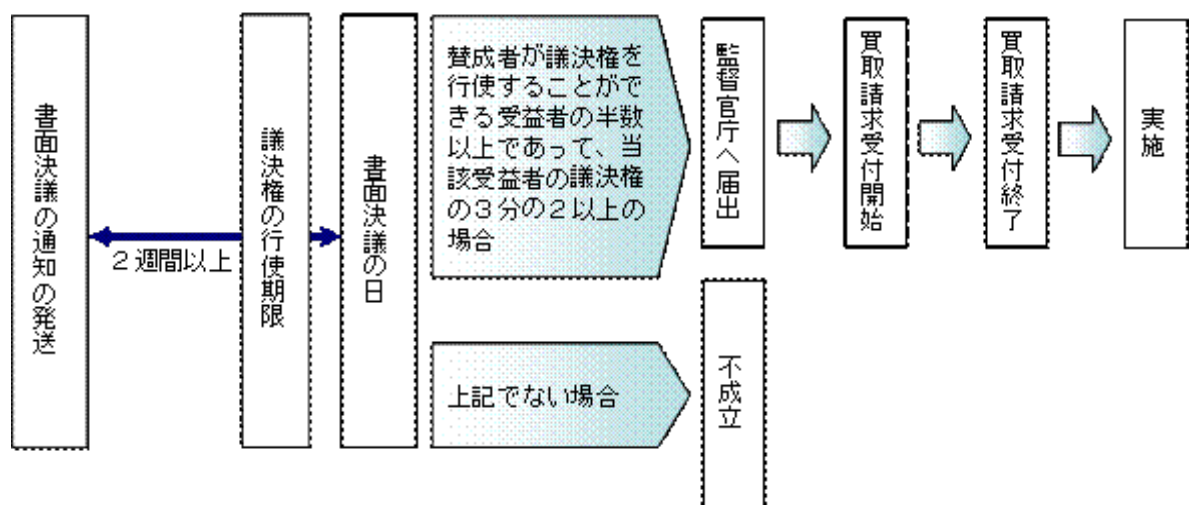 書面決議の通知の発送
2週間以上
議決権の行使期限
書面決議の日
賛成者が議決権を
行使することがで
きる受益者の半数
以上であって、当
該受益者の議決権
の3分の2以上の
場合
監督官庁へ届出
買取請求受付開始
買取請求受付終了
実施
上記でない場合
不成立